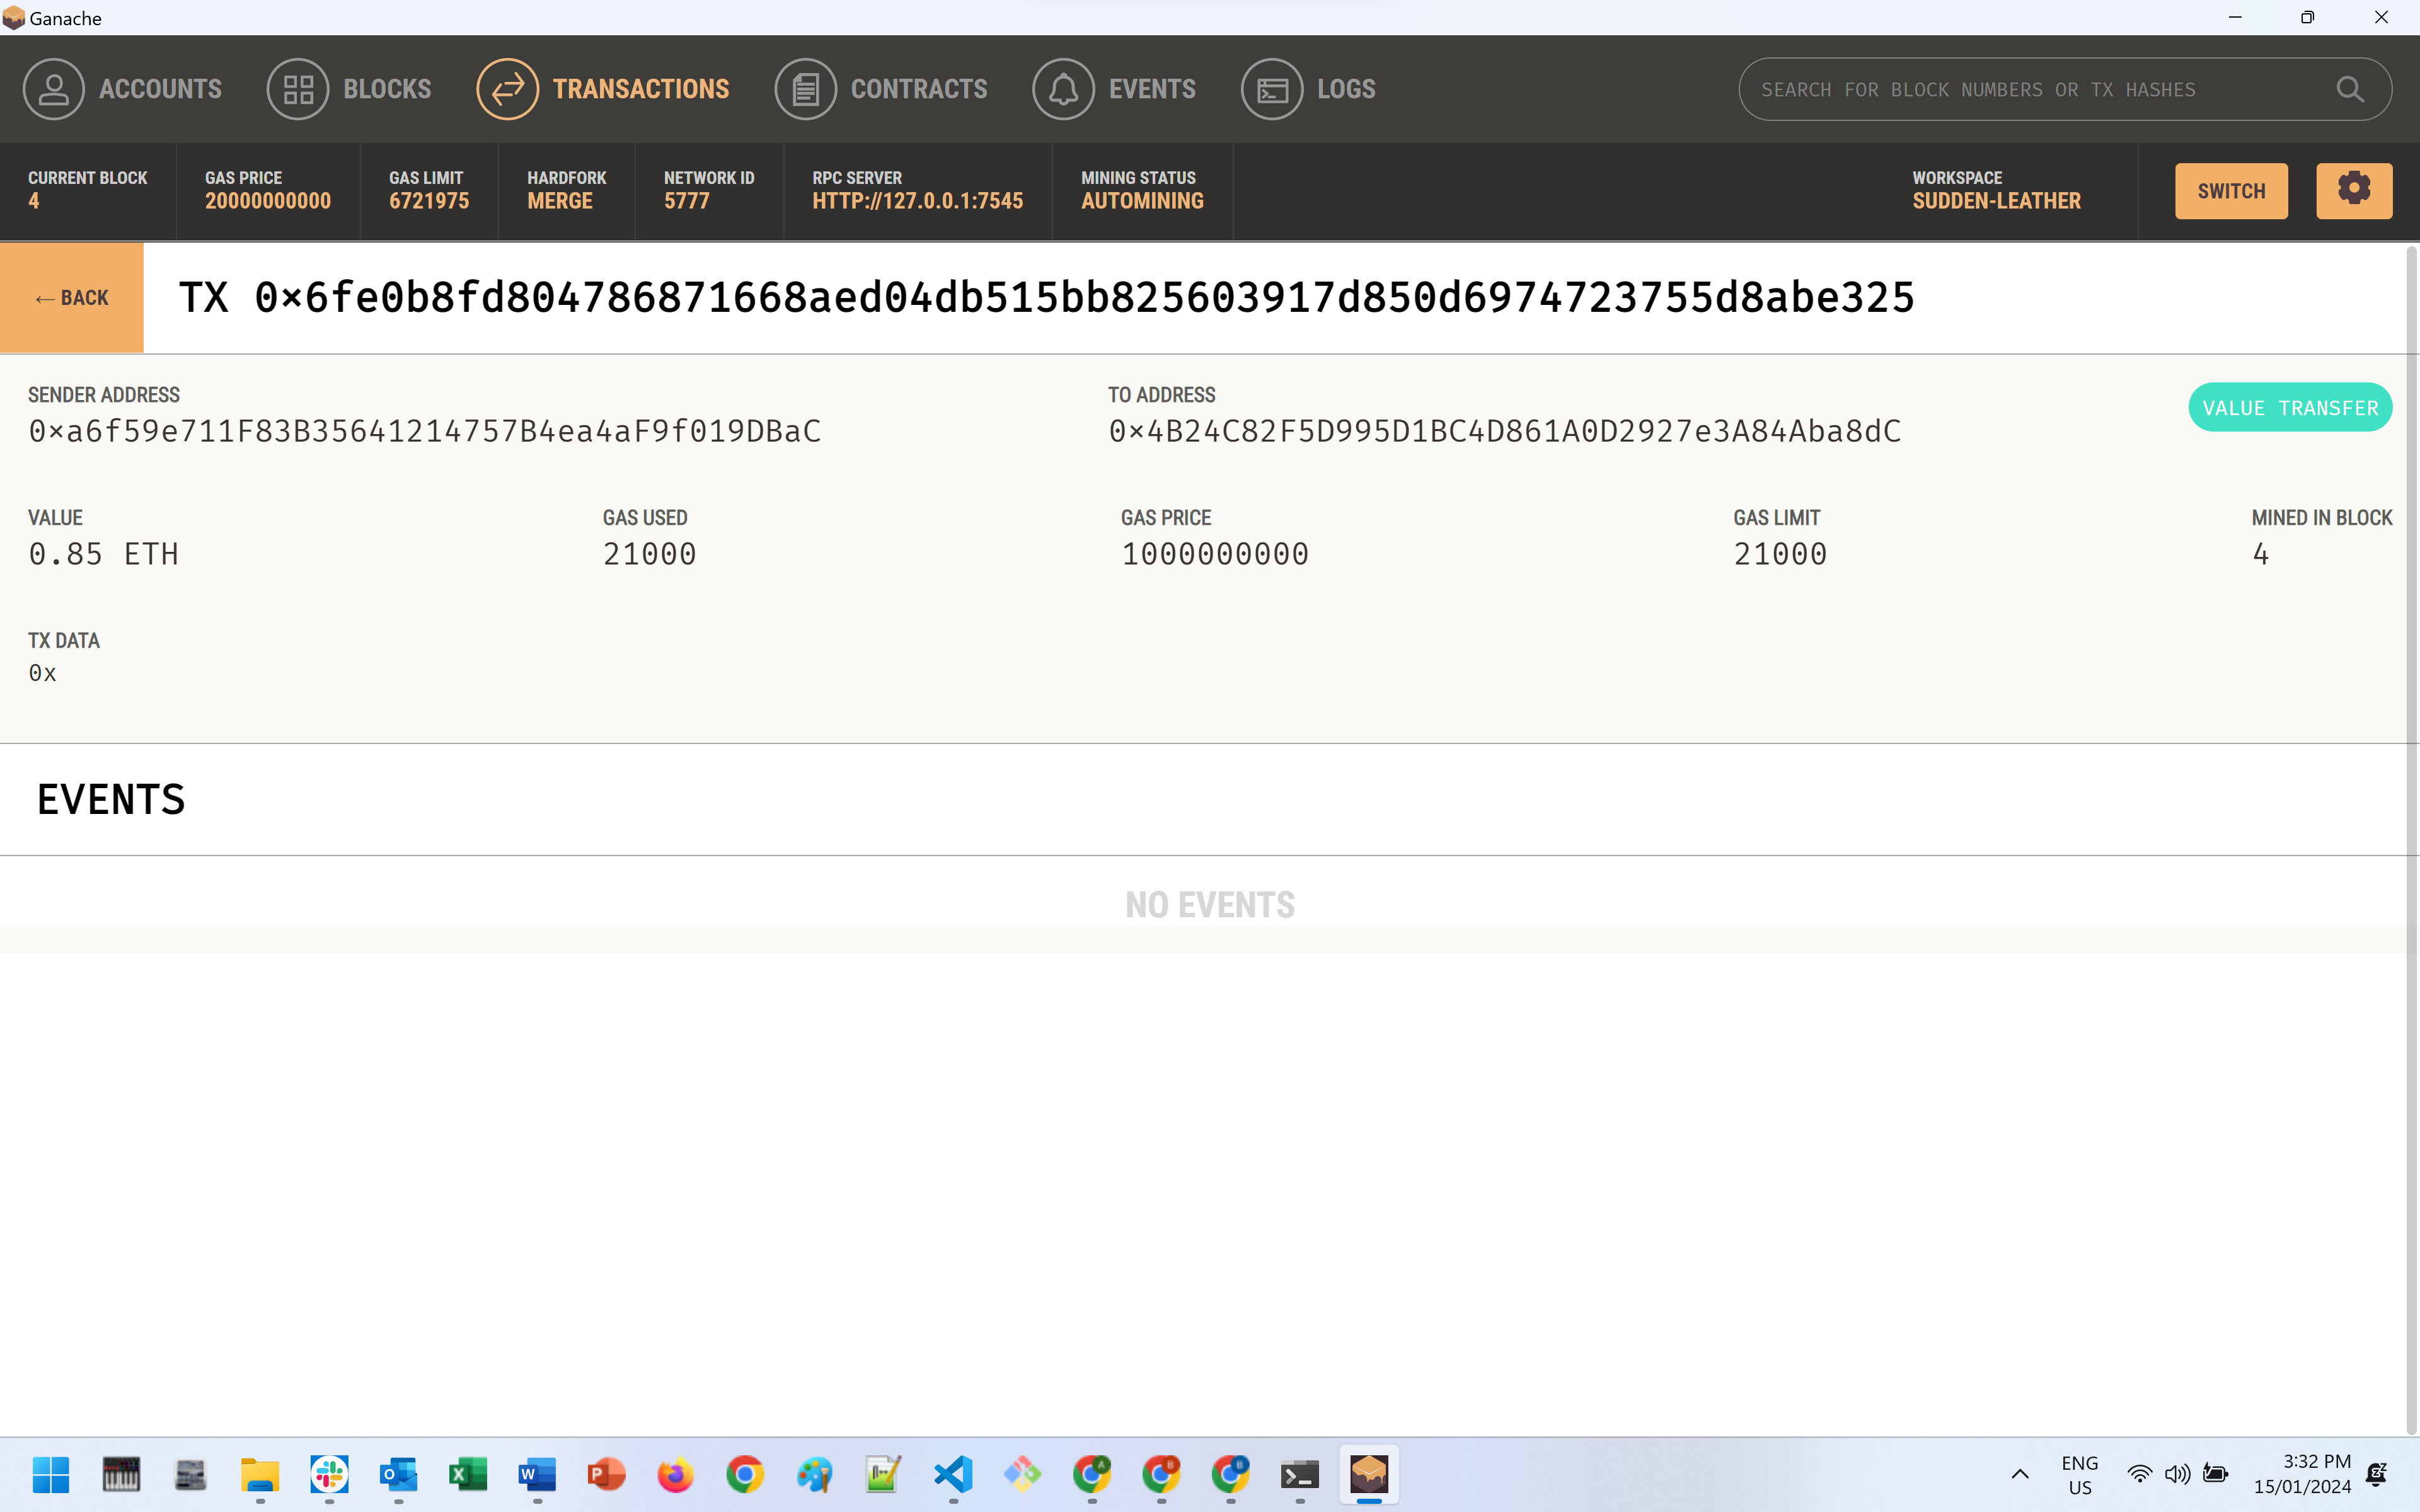 Ganache
ACCOUNTS BLOCKS TRANSACTIONS CONTRACTS EVENTS LOGS SEARCH FOR BLOCK NUMBERS OR TX HASHES
CURRENT BLOCK GAS PRICE GAS LIMIT HARDFORK NETWORK ID RPC SERVER MINING STATUS WORKSPACE
4 20000000000 6721975 MERGE 5777 HTTP://127.0.0.1:7545 AUTOMINING SUDDEN-LEATHER SWITCH
← BACK TX 0×6fe0b8fd804786871668aed04db515bb825603917d850d6974723755d8abe325
SENDER ADDRESS TO ADDRESS
0×a6f59e711F83B35641214757B4ea4aF9f019DBaC 0×4B24C82F5D995D1BC4D861A0D2927e3A84Aba8dC VALUE TRANSFER
VALUE GAS USED GAS PRICE GAS LIMIT MINED IN BLOCK
0.85 ETH 21000 1000000000 21000 4
TX DATA
0x
EVENTS
NO EVENTS
ENG 3:32 PM
US 15/01/2024